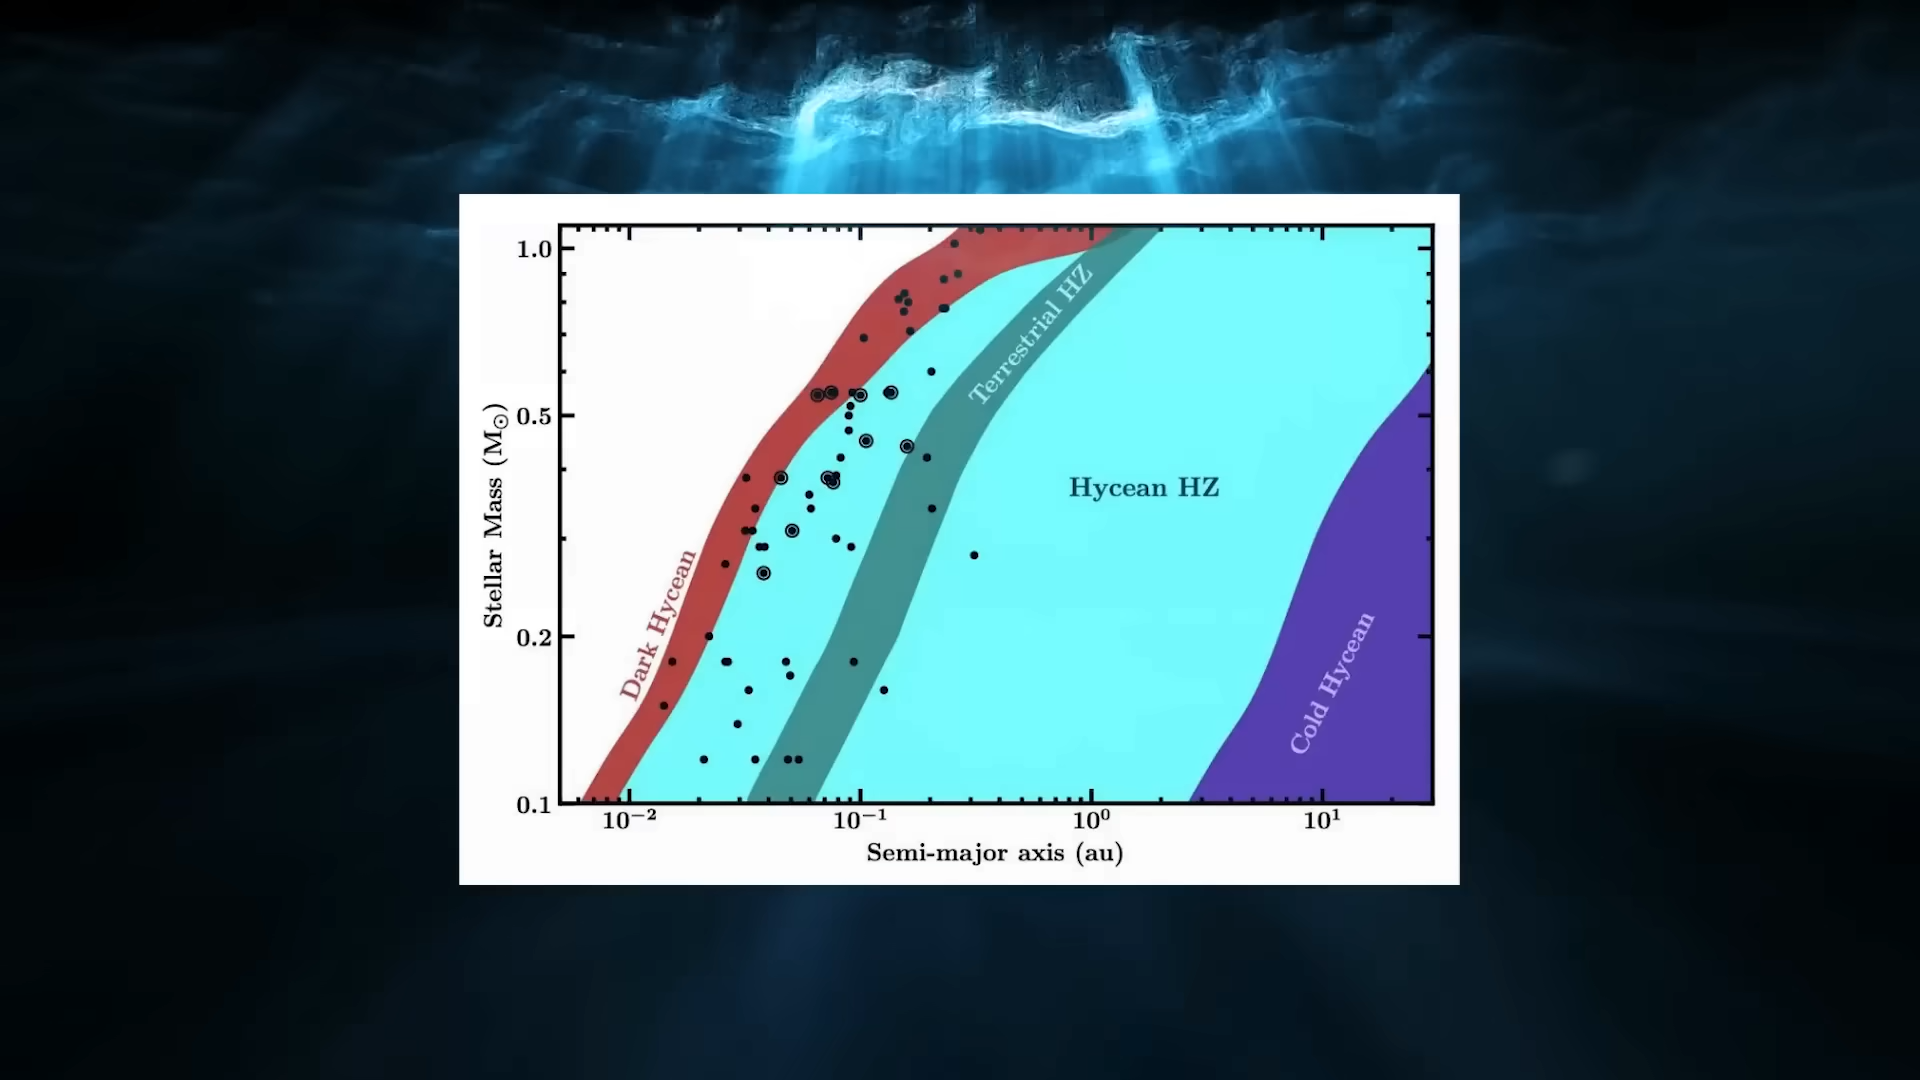 1.0
0.5
0.2
0.1
Stellar Mass (M☉)
Dark Hycean
Terrestrial HZ
Hycean HZ
Cold Hycean
10⁻² 10⁻¹ 10⁰ 10¹
Semi-major axis (au)